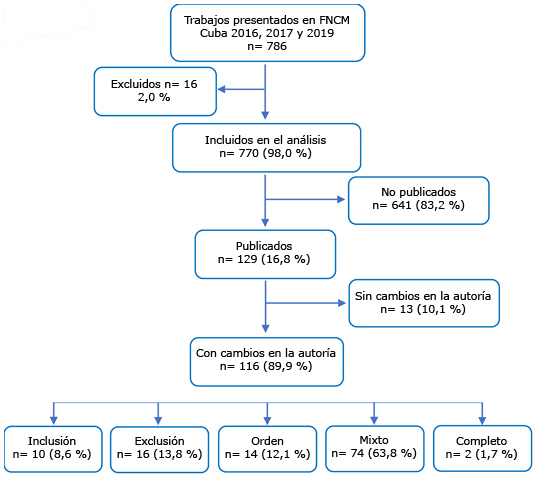 Trabajos presentados en FNCM
Cuba 2016, 2017 y 2019
n= 786
Excluidos n= 16
2,0 %
Incluidos en el análisis
n= 770 (98,0 %)
No publicados
n= 641 (83,2 %)
Publicados
n= 129 (16,8 %)
Sin cambios en la autoría
n= 13 (10,1 %)
Con cambios en la autoría
n= 116 (89,9 %)
Inclusión
n= 10 (8,6 %)
Exclusión
n= 16 (13,8 %)
Orden
n= 14 (12,1 %)
Mixto
n= 74 (63,8 %)
Completo
n= 2 (1,7 %)